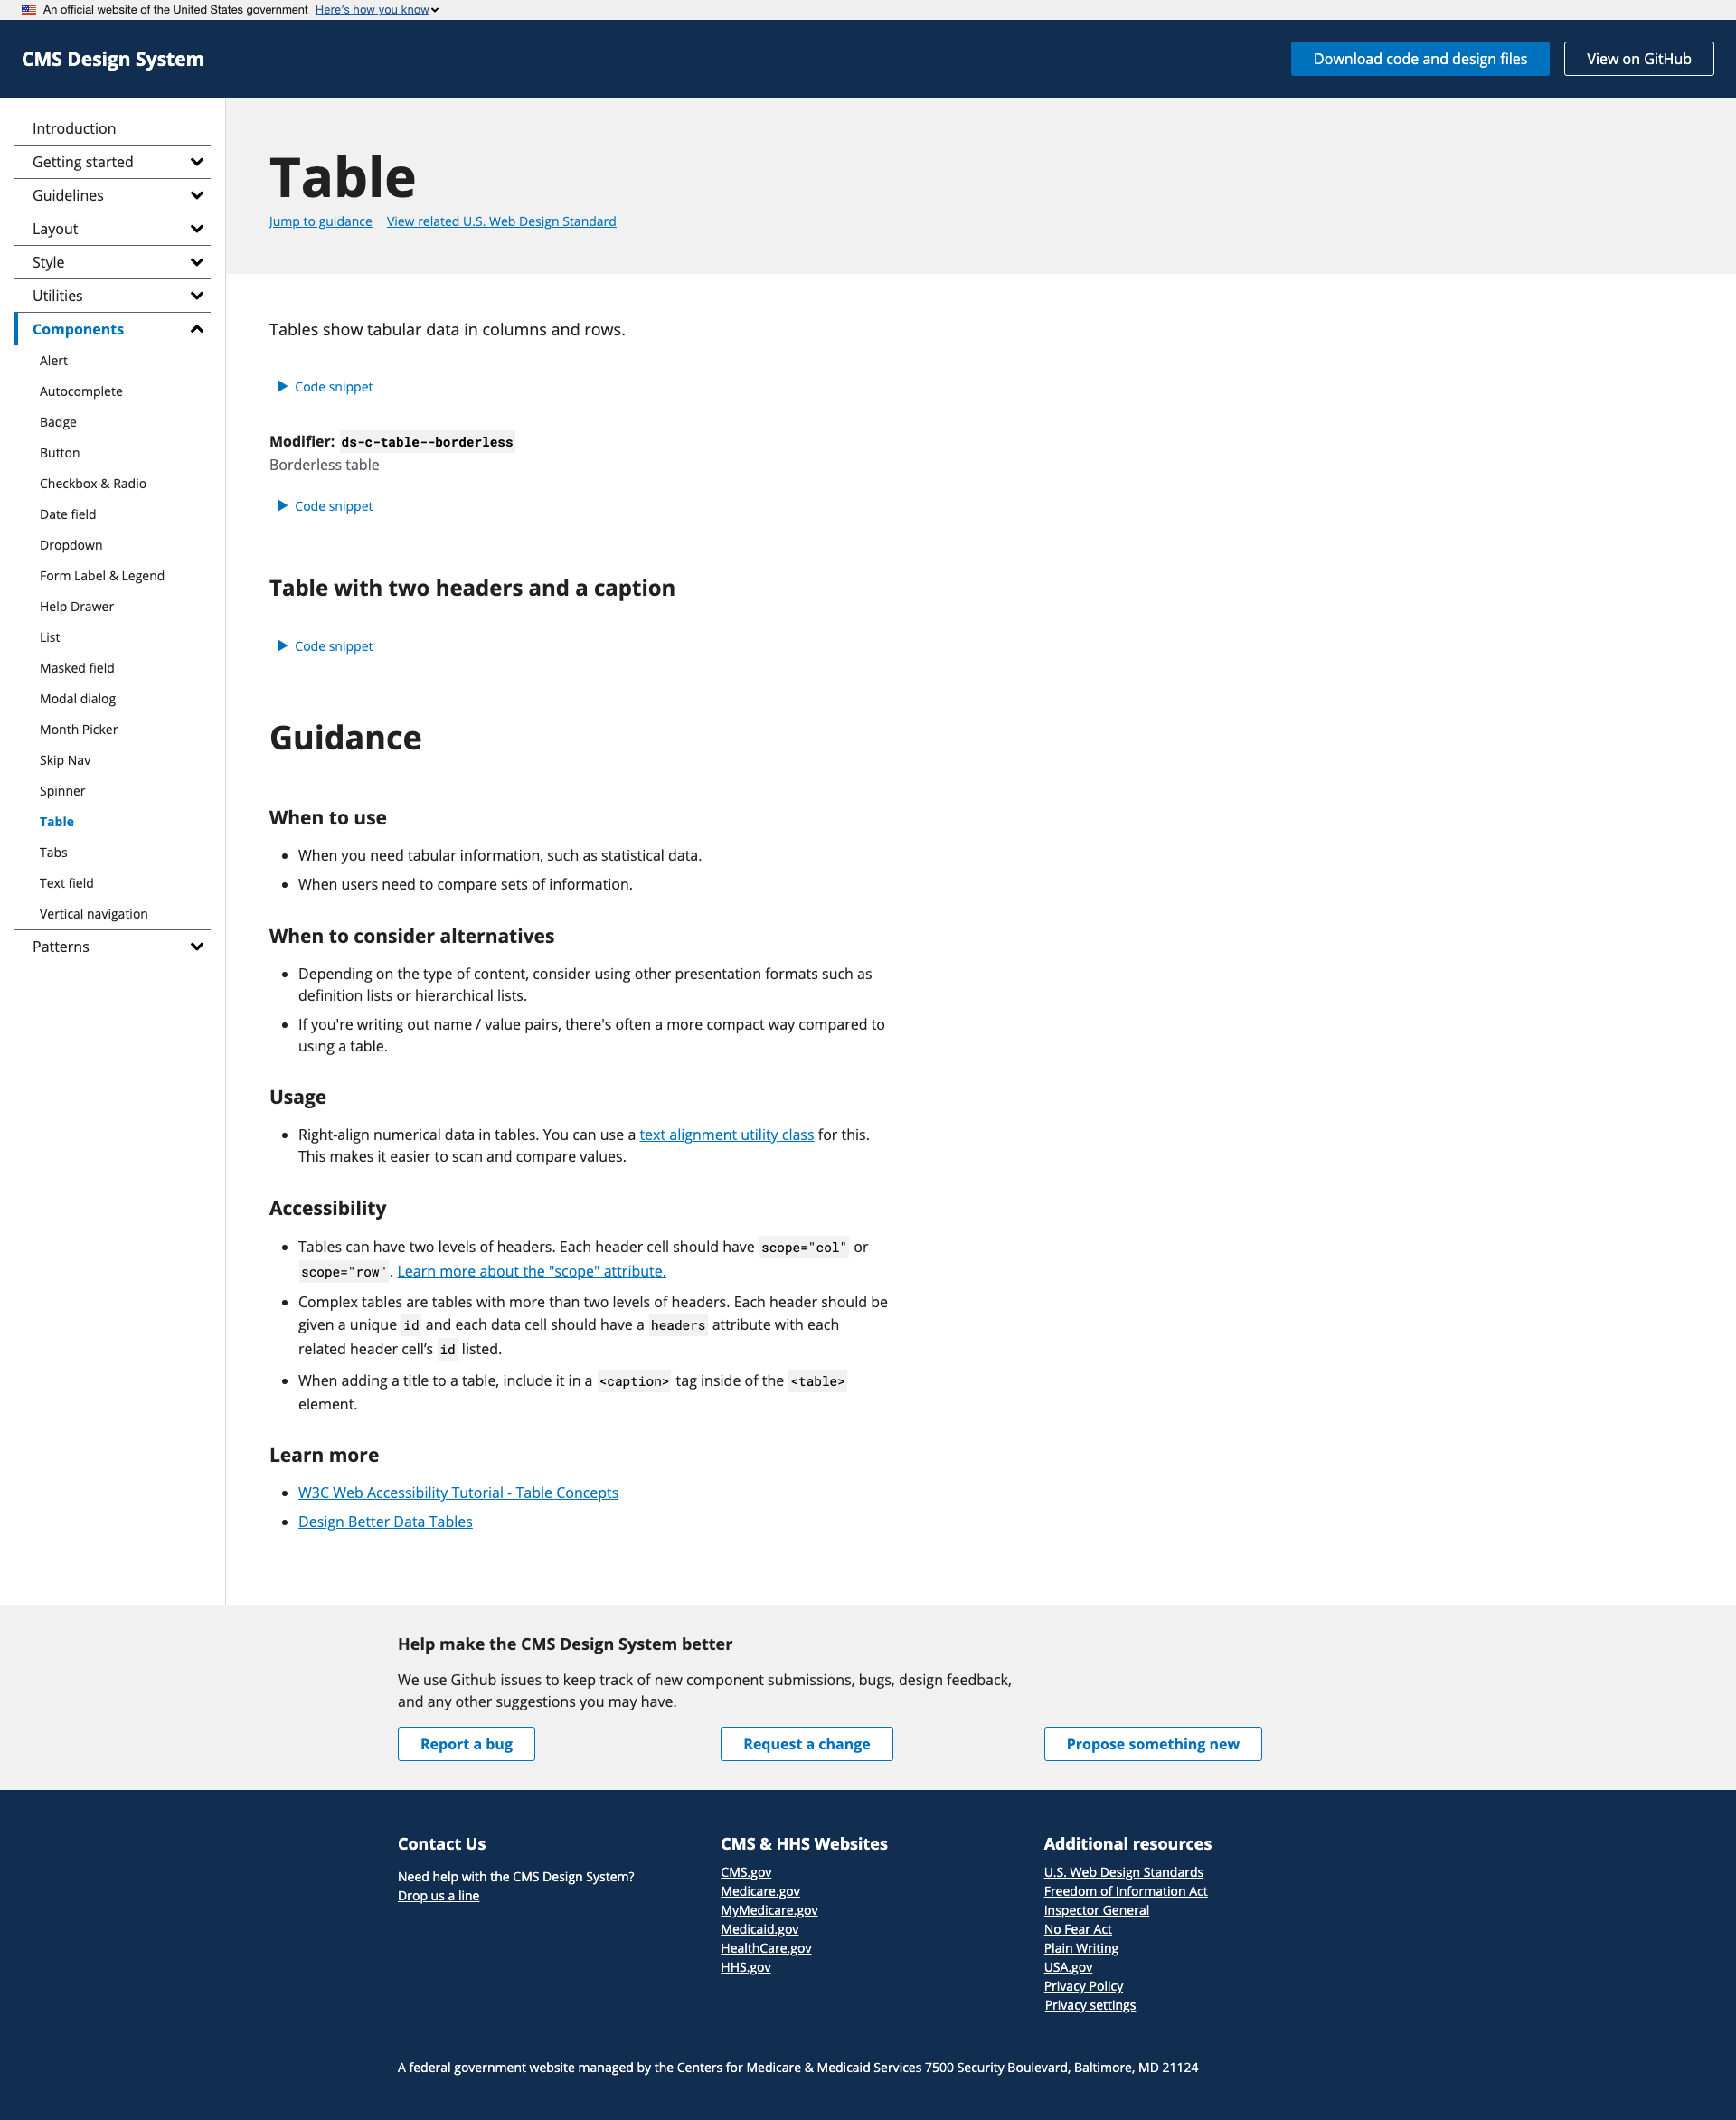 An official website of the United States government Here's how you know
CMS Design System
Download code and design files
View on GitHub
Introduction
Getting started
Guidelines
Layout
Style
Utilities
Components
Alert
Autocomplete
Badge
Button
Checkbox & Radio
Date field
Dropdown
Form Label & Legend
Help Drawer
List
Masked field
Modal dialog
Month Picker
Skip Nav
Spinner
Table
Tabs
Text field
Vertical navigation
Patterns
Table
Jump to guidance View related U.S. Web Design Standard
Tables show tabular data in columns and rows.
Code snippet
Modifier: ds-c-table--borderless
Borderless table
Code snippet
Table with two headers and a caption
Code snippet
Guidance
When to use
• When you need tabular information, such as statistical data.
• When users need to compare sets of information.
When to consider alternatives
• Depending on the type of content, consider using other presentation formats such as
definition lists or hierarchical lists.
• If you're writing out name / value pairs, there's often a more compact way compared to
using a table.
Usage
• Right-align numerical data in tables. You can use a text alignment utility class for this.
This makes it easier to scan and compare values.
Accessibility
• Tables can have two levels of headers. Each header cell should have scope="col" or
scope="row". Learn more about the "scope" attribute.
• Complex tables are tables with more than two levels of headers. Each header should be
given a unique id and each data cell should have a headers attribute with each
related header cell’s id listed.
• When adding a title to a table, include it in a <caption> tag inside of the <table>
element.
Learn more
• W3C Web Accessibility Tutorial - Table Concepts
• Design Better Data Tables
Help make the CMS Design System better
We use Github issues to keep track of new component submissions, bugs, design feedback,
and any other suggestions you may have.
Report a bug
Request a change
Propose something new
Contact Us
Need help with the CMS Design System?
Drop us a line
CMS & HHS Websites
CMS.gov
Medicare.gov
MyMedicare.gov
Medicaid.gov
HealthCare.gov
HHS.gov
Additional resources
U.S. Web Design Standards
Freedom of Information Act
Inspector General
No Fear Act
Plain Writing
USA.gov
Privacy Policy
Privacy settings
A federal government website managed by the Centers for Medicare & Medicaid Services 7500 Security Boulevard, Baltimore, MD 21124